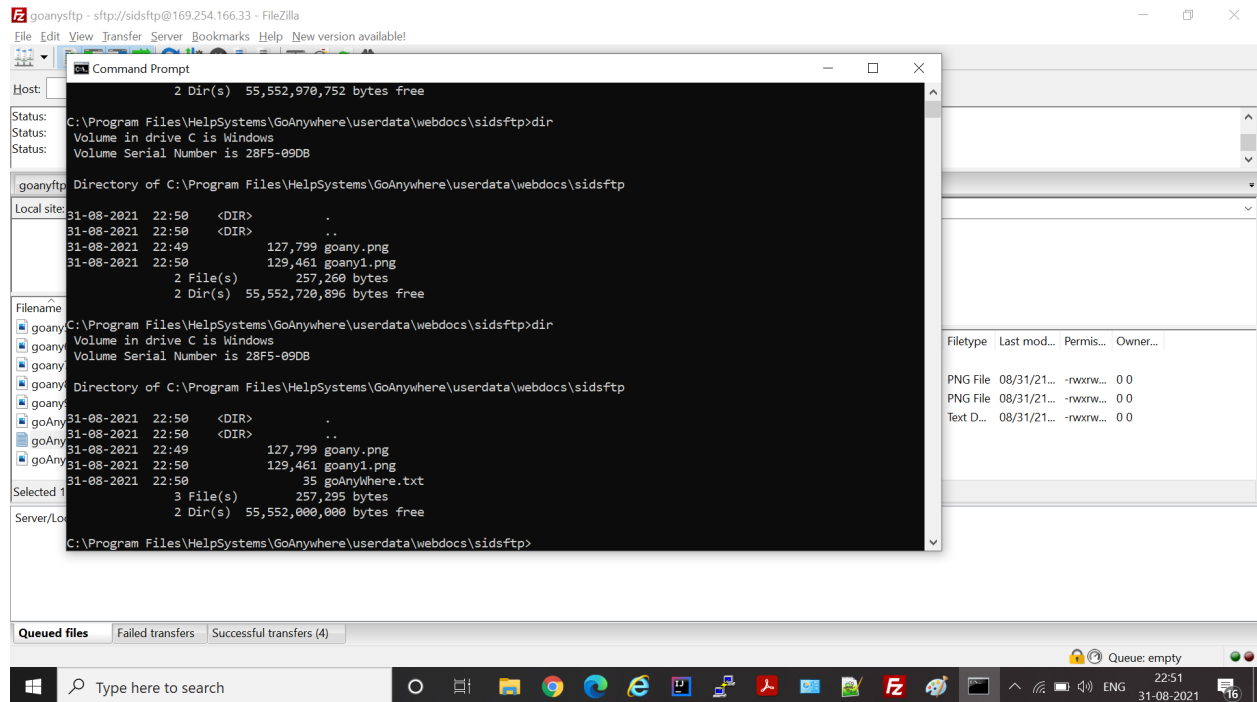 goanysftp - sftp://sidsftp@169.254.166.33 - FileZilla
File Edit View Transfer Server Bookmarks Help New version available!
Command Prompt
Host:
2 Dir(s) 55,552,970,752 bytes free
Status:
Status:
Status:
C:\Program Files\HelpSystems\GoAnywhere\userdata\webdocs\sidsftp>dir
Volume in drive C is Windows
Volume Serial Number is 28F5-09DB
goanyftp
Directory of C:\Program Files\HelpSystems\GoAnywhere\userdata\webdocs\sidsftp
Local site:
31-08-2021 22:50 <DIR> .
31-08-2021 22:50 <DIR> ..
31-08-2021 22:49 127,799 goany.png
31-08-2021 22:50 129,461 goany1.png
2 File(s) 257,260 bytes
2 Dir(s) 55,552,720,896 bytes free
Filename
goany
goany
goany
goany
goany
goAny
goAny
goAny
C:\Program Files\HelpSystems\GoAnywhere\userdata\webdocs\sidsftp>dir
Volume in drive C is Windows
Volume Serial Number is 28F5-09DB
Directory of C:\Program Files\HelpSystems\GoAnywhere\userdata\webdocs\sidsftp
31-08-2021 22:50 <DIR> .
31-08-2021 22:50 <DIR> ..
31-08-2021 22:49 127,799 goany.png
31-08-2021 22:50 129,461 goany1.png
31-08-2021 22:50 35 goAnyWhere.txt
3 File(s) 257,295 bytes
2 Dir(s) 55,552,000,000 bytes free
C:\Program Files\HelpSystems\GoAnywhere\userdata\webdocs\sidsftp>
Filetype Last mod... Permis... Owner...
PNG File 08/31/21... -rwxrw... 0 0
PNG File 08/31/21... -rwxrw... 0 0
Text D... 08/31/21... -rwxrw... 0 0
Selected 1
Server/Lo
Queued files Failed transfers Successful transfers (4)
Queue: empty
Type here to search
ENG
22:51
31-08-2021
16